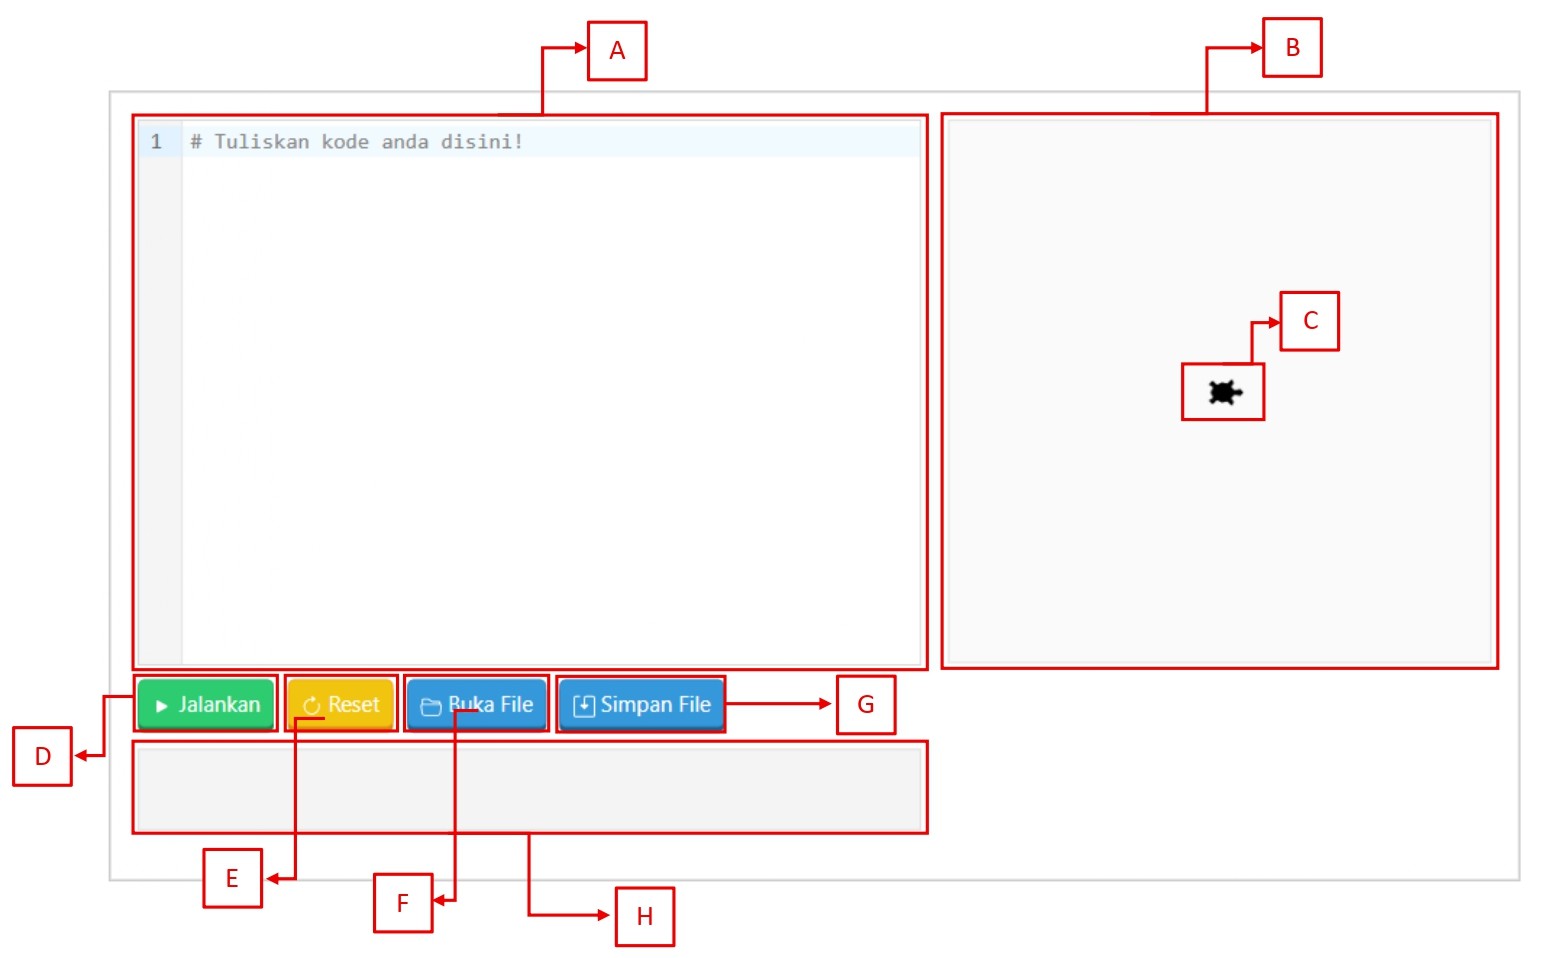 A
B
1 # Tuliskan kode anda disini!
C
Jalankan Reset Buka File Simpan File
G
D
E
F
H